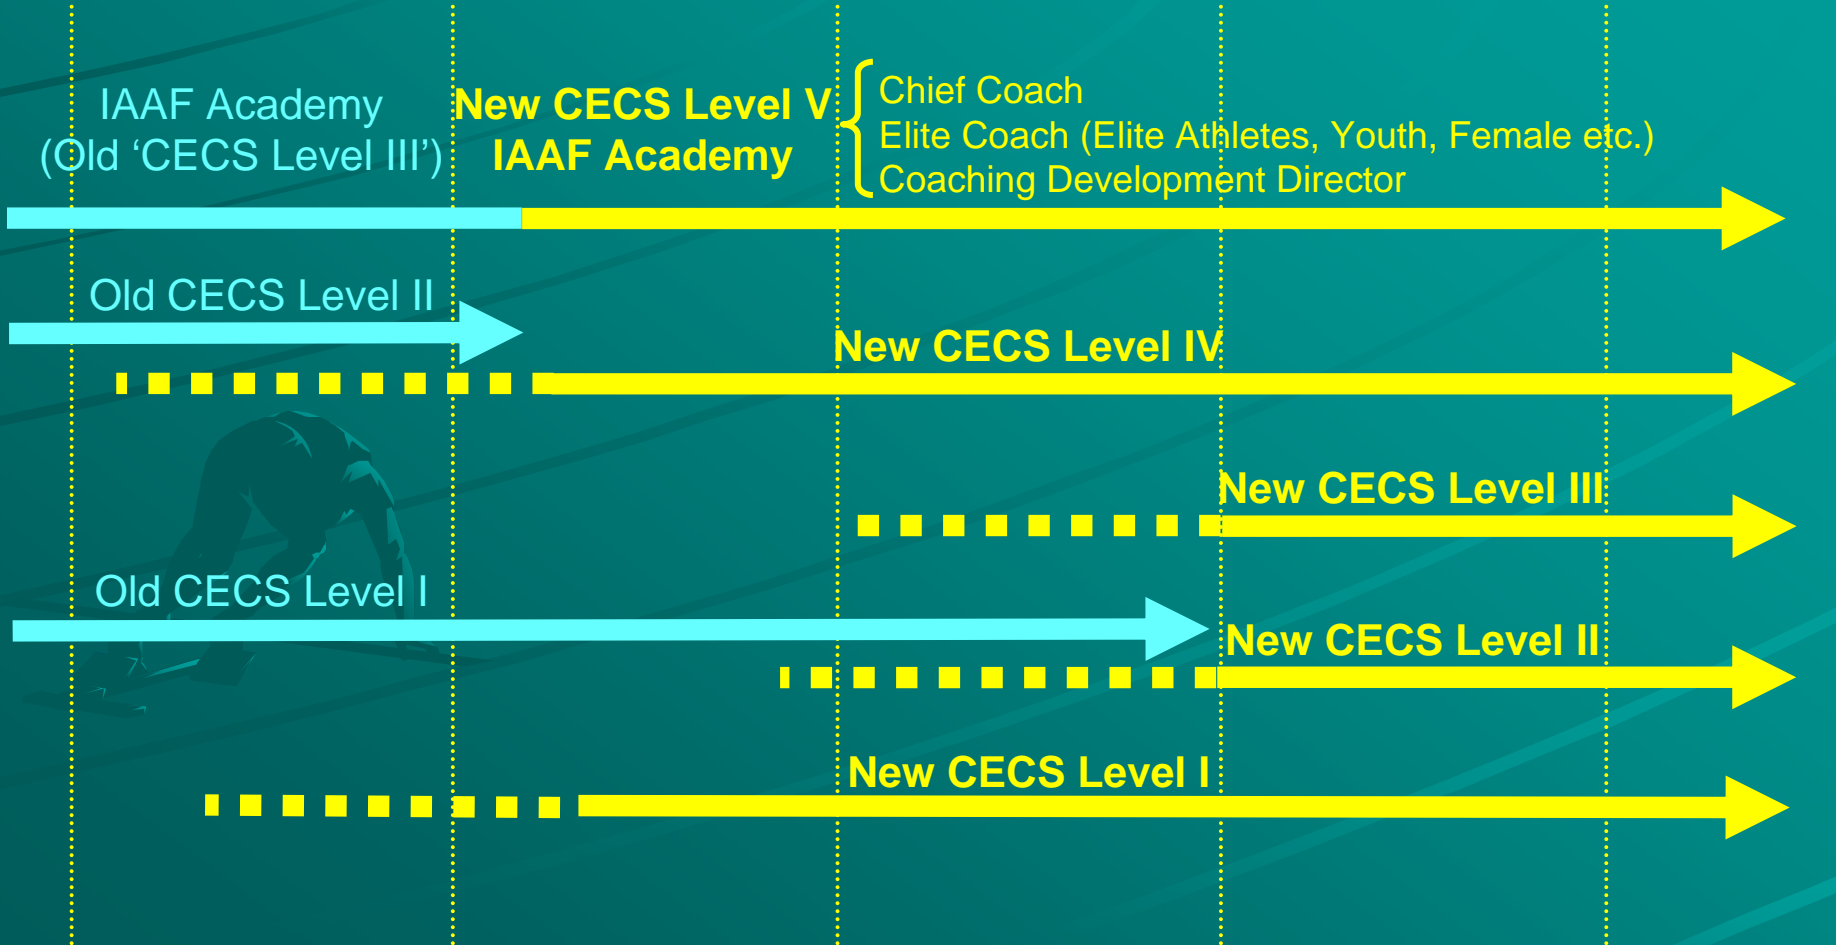 IAAF Academy
(Old ‘CECS Level III’)
New CECS Level V
IAAF Academy
Chief Coach
Elite Coach (Elite Athletes, Youth, Female etc.)
Coaching Development Director
Old CECS Level II
New CECS Level IV
New CECS Level III
Old CECS Level I
New CECS Level II
New CECS Level I